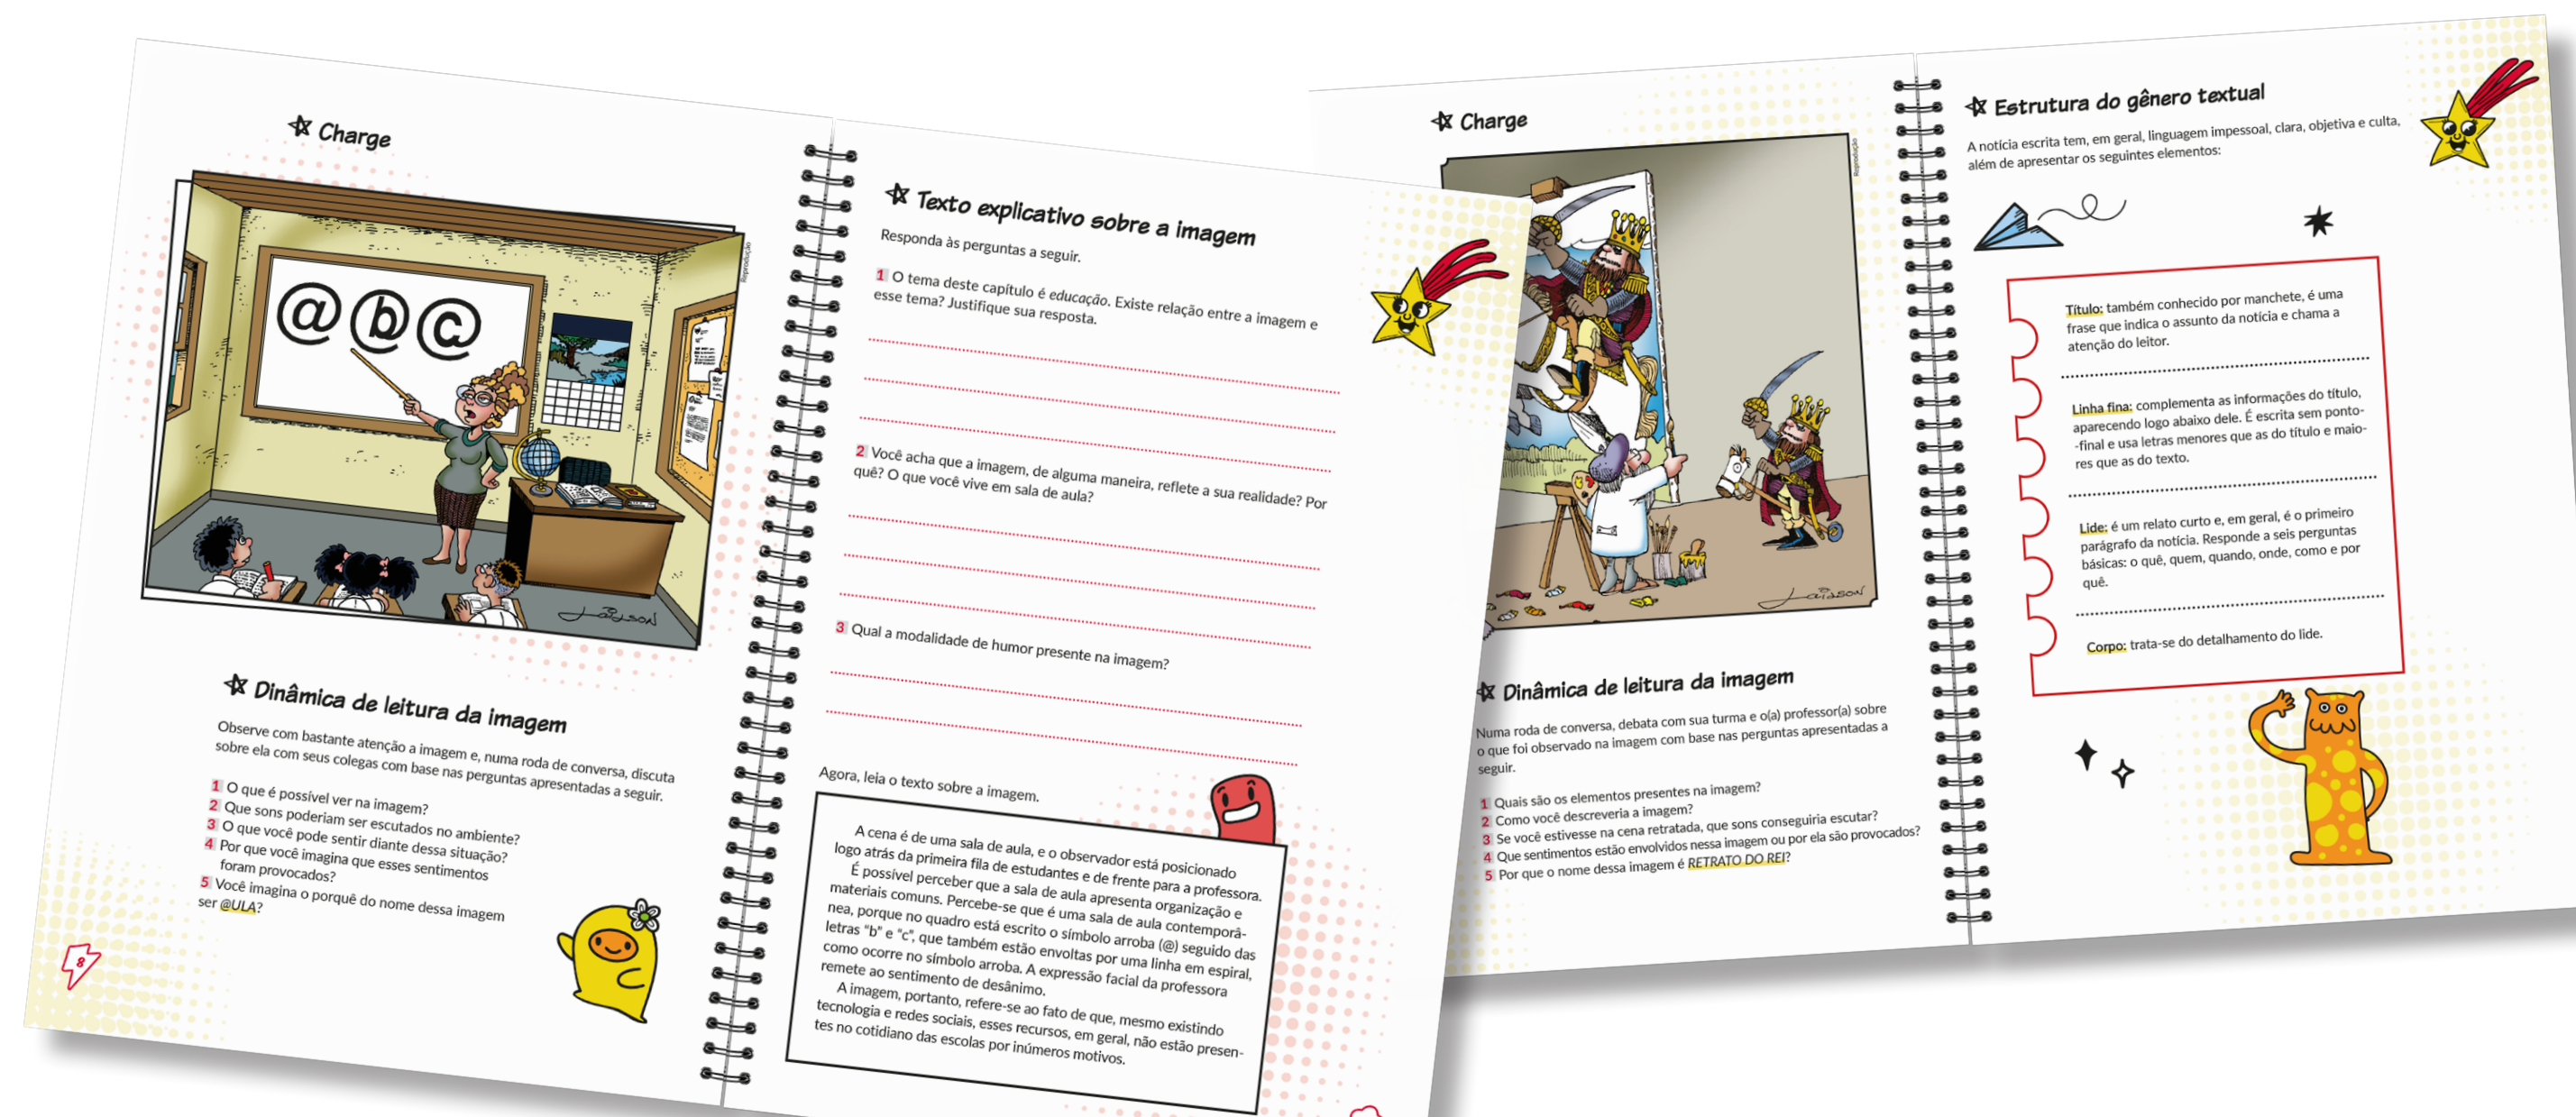 Charge
Reprodução
@ b c
Laílson
Dinâmica de leitura da imagem
Observe com bastante atenção a imagem e, numa roda de conversa, discuta
sobre ela com seus colegas com base nas perguntas apresentadas a seguir.
1 O que é possível ver na imagem?
2 Que sons poderiam ser escutados no ambiente?
3 O que você pode sentir diante dessa situação?
4 Por que você imagina que esses sentimentos
foram provocados?
5 Você imagina o porquê do nome dessa imagem
ser @ULA?
8
Texto explicativo sobre a imagem
Responda às perguntas a seguir.
1 O tema deste capítulo é educação. Existe relação entre a imagem e
esse tema? Justifique sua resposta.
2 Você acha que a imagem, de alguma maneira, reflete a sua realidade? Por
quê? O que você vive em sala de aula?
3 Qual a modalidade de humor presente na imagem?
Agora, leia o texto sobre a imagem.
A cena é de uma sala de aula, e o observador está posicionado
logo atrás da primeira fila de estudantes e de frente para a professora.
É possível perceber que a sala de aula apresenta organização e
materiais comuns. Percebe-se que é uma sala de aula contemporâ-
nea, porque no quadro está escrito o símbolo arroba (@) seguido das
letras “b” e “c”, que também estão envoltas por uma linha em espiral,
como ocorre no símbolo arroba. A expressão facial da professora
remete ao sentimento de desânimo.
A imagem, portanto, refere-se ao fato de que, mesmo existindo
tecnologia e redes sociais, esses recursos, em geral, não estão presen-
tes no cotidiano das escolas por inúmeros motivos.
Charge
Reprodução
Laílson
Dinâmica de leitura da imagem
Numa roda de conversa, debata com sua turma e o(a) professor(a) sobre
o que foi observado na imagem com base nas perguntas apresentadas a
seguir.
1 Quais são os elementos presentes na imagem?
2 Como você descreveria a imagem?
3 Se você estivesse na cena retratada, que sons conseguiria escutar?
4 Que sentimentos estão envolvidos nessa imagem ou por ela são provocados?
5 Por que o nome dessa imagem é RETRATO DO REI?
Estrutura do gênero textual
A notícia escrita tem, em geral, linguagem impessoal, clara, objetiva e culta,
além de apresentar os seguintes elementos:
Título: também conhecido por manchete, é uma
frase que indica o assunto da notícia e chama a
atenção do leitor.
Linha fina: complementa as informações do título,
aparecendo logo abaixo dele. É escrita sem ponto-
-final e usa letras menores que as do título e maio-
res que as do texto.
Lide: é um relato curto e, em geral, é o primeiro
parágrafo da notícia. Responde a seis perguntas
básicas: o quê, quem, quando, onde, como e por
quê.
Corpo: trata-se do detalhamento do lide.